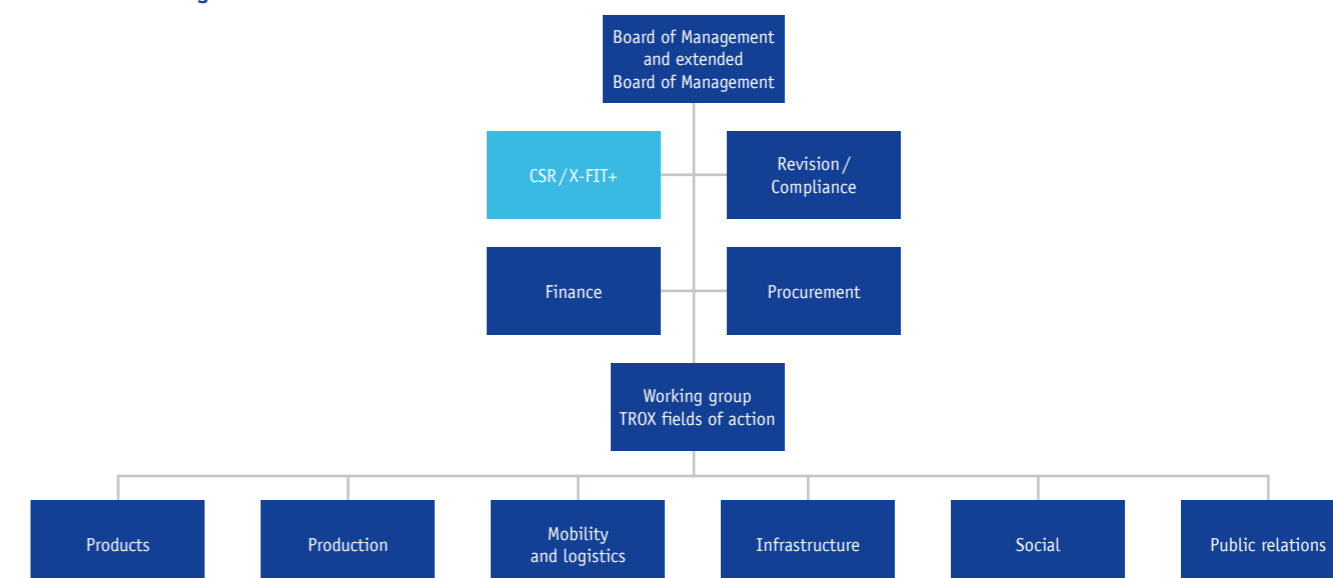 Board of Management
and extended
Board of Management
CSR/X-FIT+
Revision/
Compliance
Finance
Procurement
Working group
TROX fields of action
Products
Production
Mobility
and logistics
Infrastructure
Social
Public relations